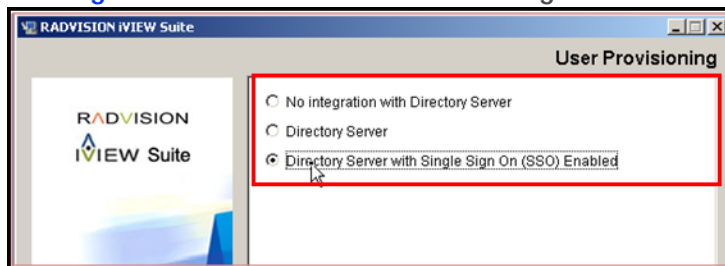 RADVISION iVIEW Suite
User Provisioning
RADVISION
iVIEW Suite
No integration with Directory Server
Directory Server
Directory Server with Single Sign On (SSO) Enabled